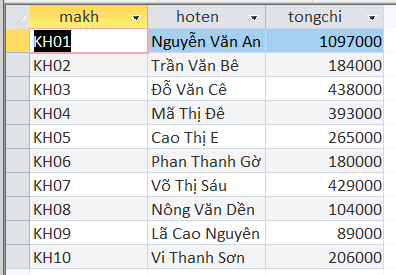 makh hoten tongchi
KH01 Nguyễn Văn An 1097000
KH02 Trần Văn Bê 184000
KH03 Đỗ Văn Cê 438000
KH04 Mã Thị Đê 393000
KH05 Cao Thị E 265000
KH06 Phan Thanh Gờ 180000
KH07 Võ Thị Sáu 429000
KH08 Nông Văn Dền 104000
KH09 Lã Cao Nguyên 89000
KH10 Vi Thanh Sơn 206000